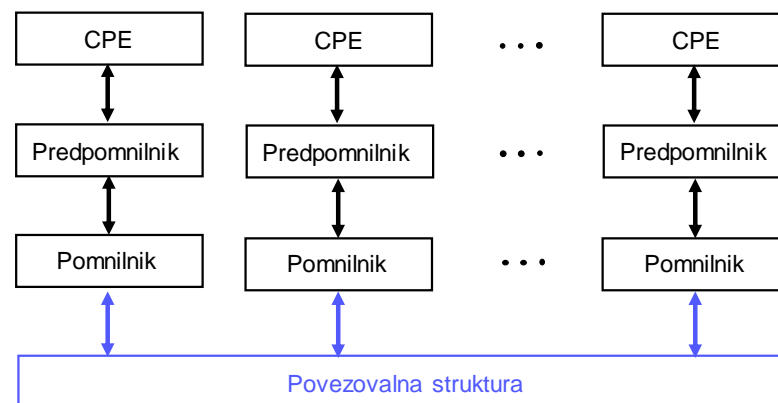 CPE CPE ... CPE
Predpomnilnik Predpomnilnik ... Predpomnilnik
Pomnilnik Pomnilnik ... Pomnilnik
Povezovalna struktura